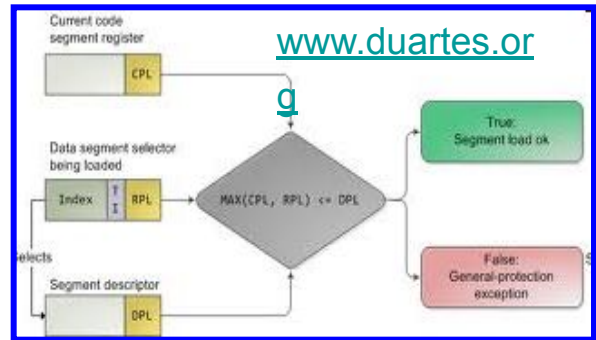 Current code
segment register
www.duartes.or
g
CPL
True:
Segment load ok
Data segment selector
being loaded
Index
T
I
RPL
MAX(CPL, RPL) <= DPL
elects
Segment descriptor
DPL
False:
General-protection
exception
S